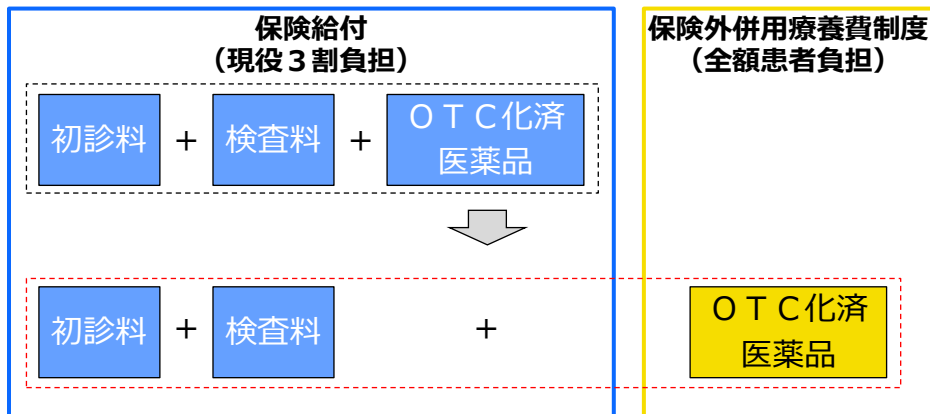 保険給付
（現役３割負担）
保険外併用療養費制度
（全額患者負担）
初診料 + 検査料 + ＯＴＣ化済
医薬品
初診料 + 検査料 + ＯＴＣ化済
医薬品